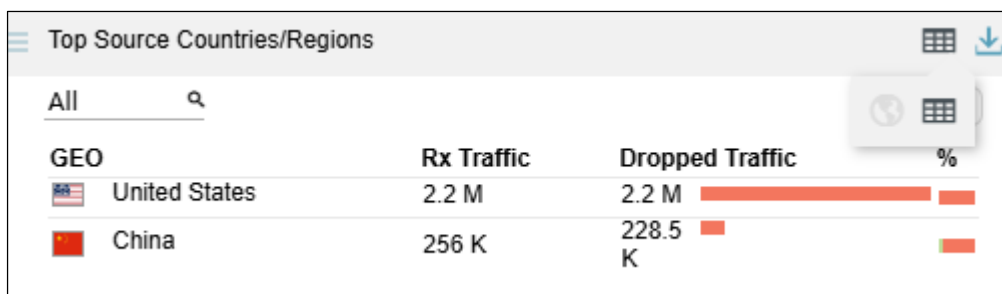 Top Source Countries/Regions
All
GEO Rx Traffic Dropped Traffic %
United States 2.2 M 2.2 M
China 256 K 228.5
K